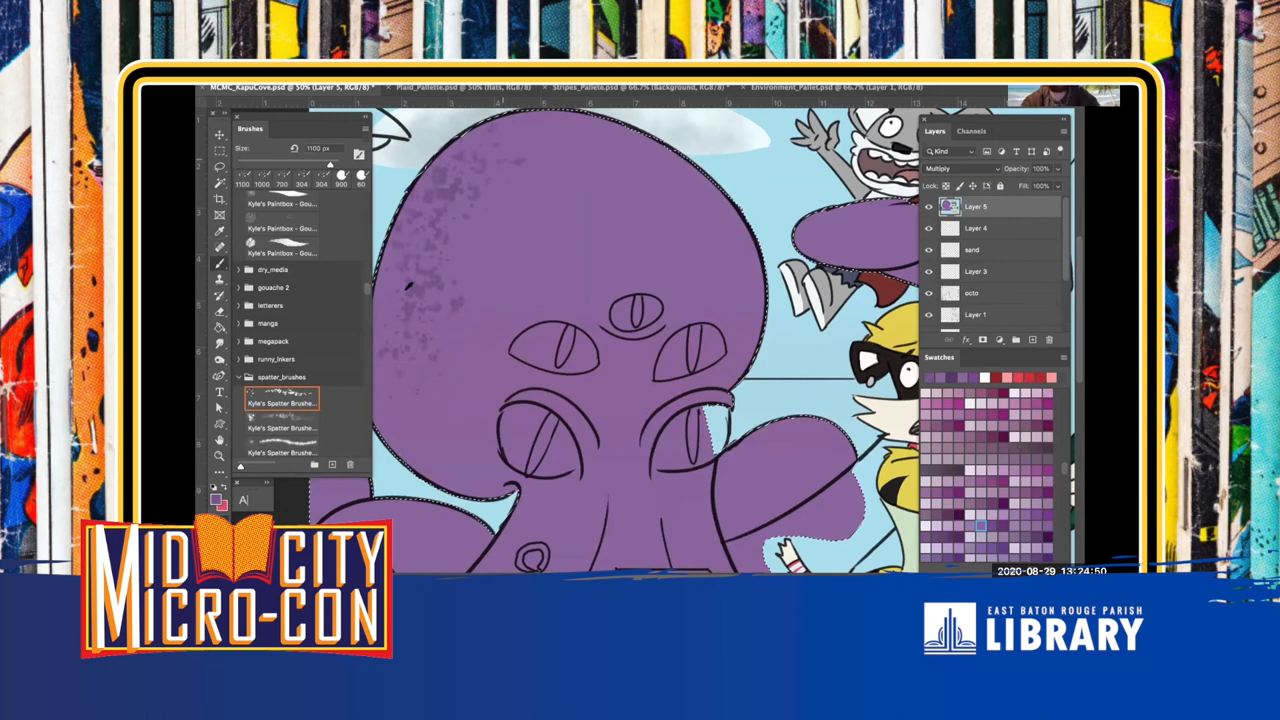 MCMC_KapuCove.psd @ 50% (Layer 5, RGB/8) *
Plaid_Pallette.psd @ 50% (flats, RGB/8)
Stripes_Pallete.psd @ 66.7% (Background, RGB/8) *
Environment_Pallet.psd @ 66.7% (Layer 1, RGB/8)
Brushes
Size:
1100 px
1100 1000 700 304 304 900 60
Kyle's Paintbox - Gou...
Kyle's Paintbox - Gou...
Kyle's Paintbox - Gou...
dry_media
gouache 2
letterers
manga
megapack
runny_inkers
spatter_brushes
Kyle's Spatter Brushe...
Kyle's Spatter Brushe...
Kyle's Spatter Brushe...
A|
Layers Channels
Kind
Multiply
Opacity: 100%
Lock:
Fill: 100%
Layer 5
Layer 4
sand
Layer 3
octo
Layer 1
fx
Swatches
2020-08-29 13:24:50
MID CITY
MICRO-CON
EAST BATON ROUGE PARISH
LIBRARY